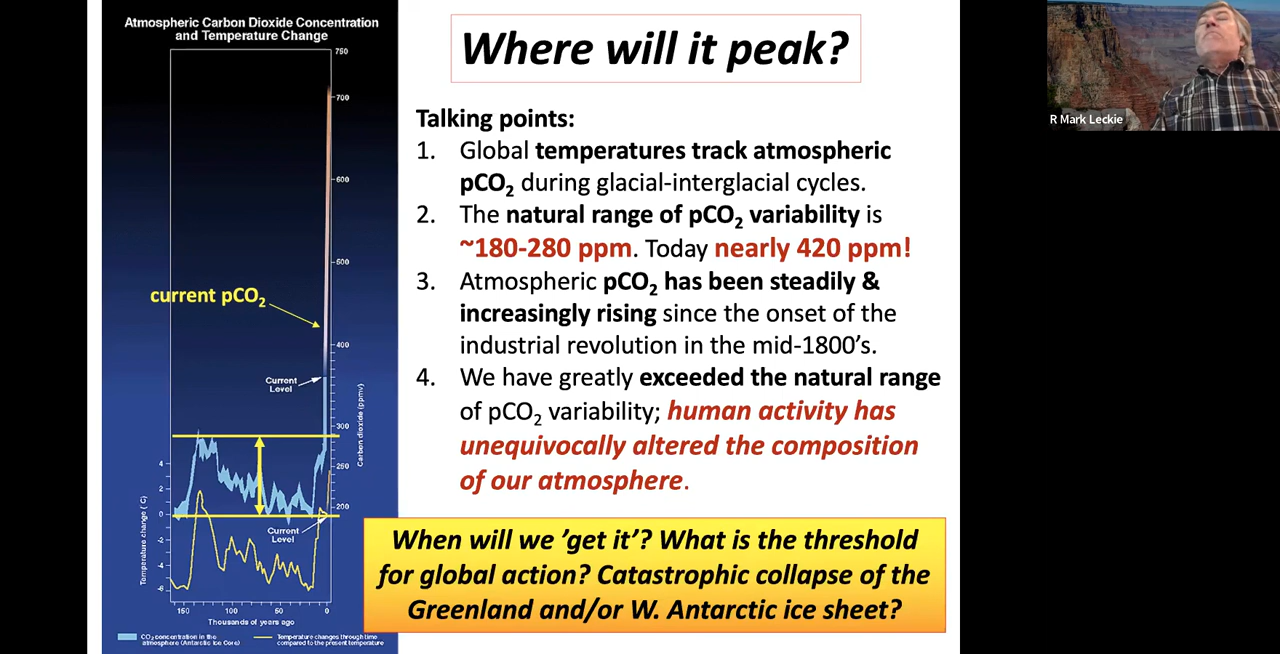 Atmospheric Carbon Dioxide Concentration
and Temperature Change
750
700
600
500
400
300
250
200
current pCO₂
Current
Level
Carbon dioxide (ppmv)
4
2
0
-2
-4
-6
Temperature change (°C)
Current
Level
150
100
50
0
Thousands of years ago
CO₂ concentration in the
atmosphere (Antarctic Ice Core)
Temperature changes through time
compared to the present temperature
Where will it peak?
Talking points:
1. Global temperatures track atmospheric
pCO₂ during glacial-interglacial cycles.
2. The natural range of pCO₂ variability is
~180-280 ppm. Today nearly 420 ppm!
3. Atmospheric pCO₂ has been steadily &
increasingly rising since the onset of the
industrial revolution in the mid-1800’s.
4. We have greatly exceeded the natural range
of pCO₂ variability; human activity has
unequivocally altered the composition
of our atmosphere.
When will we ’get it’? What is the threshold
for global action? Catastrophic collapse of the
Greenland and/or W. Antarctic ice sheet?
R Mark Leckie